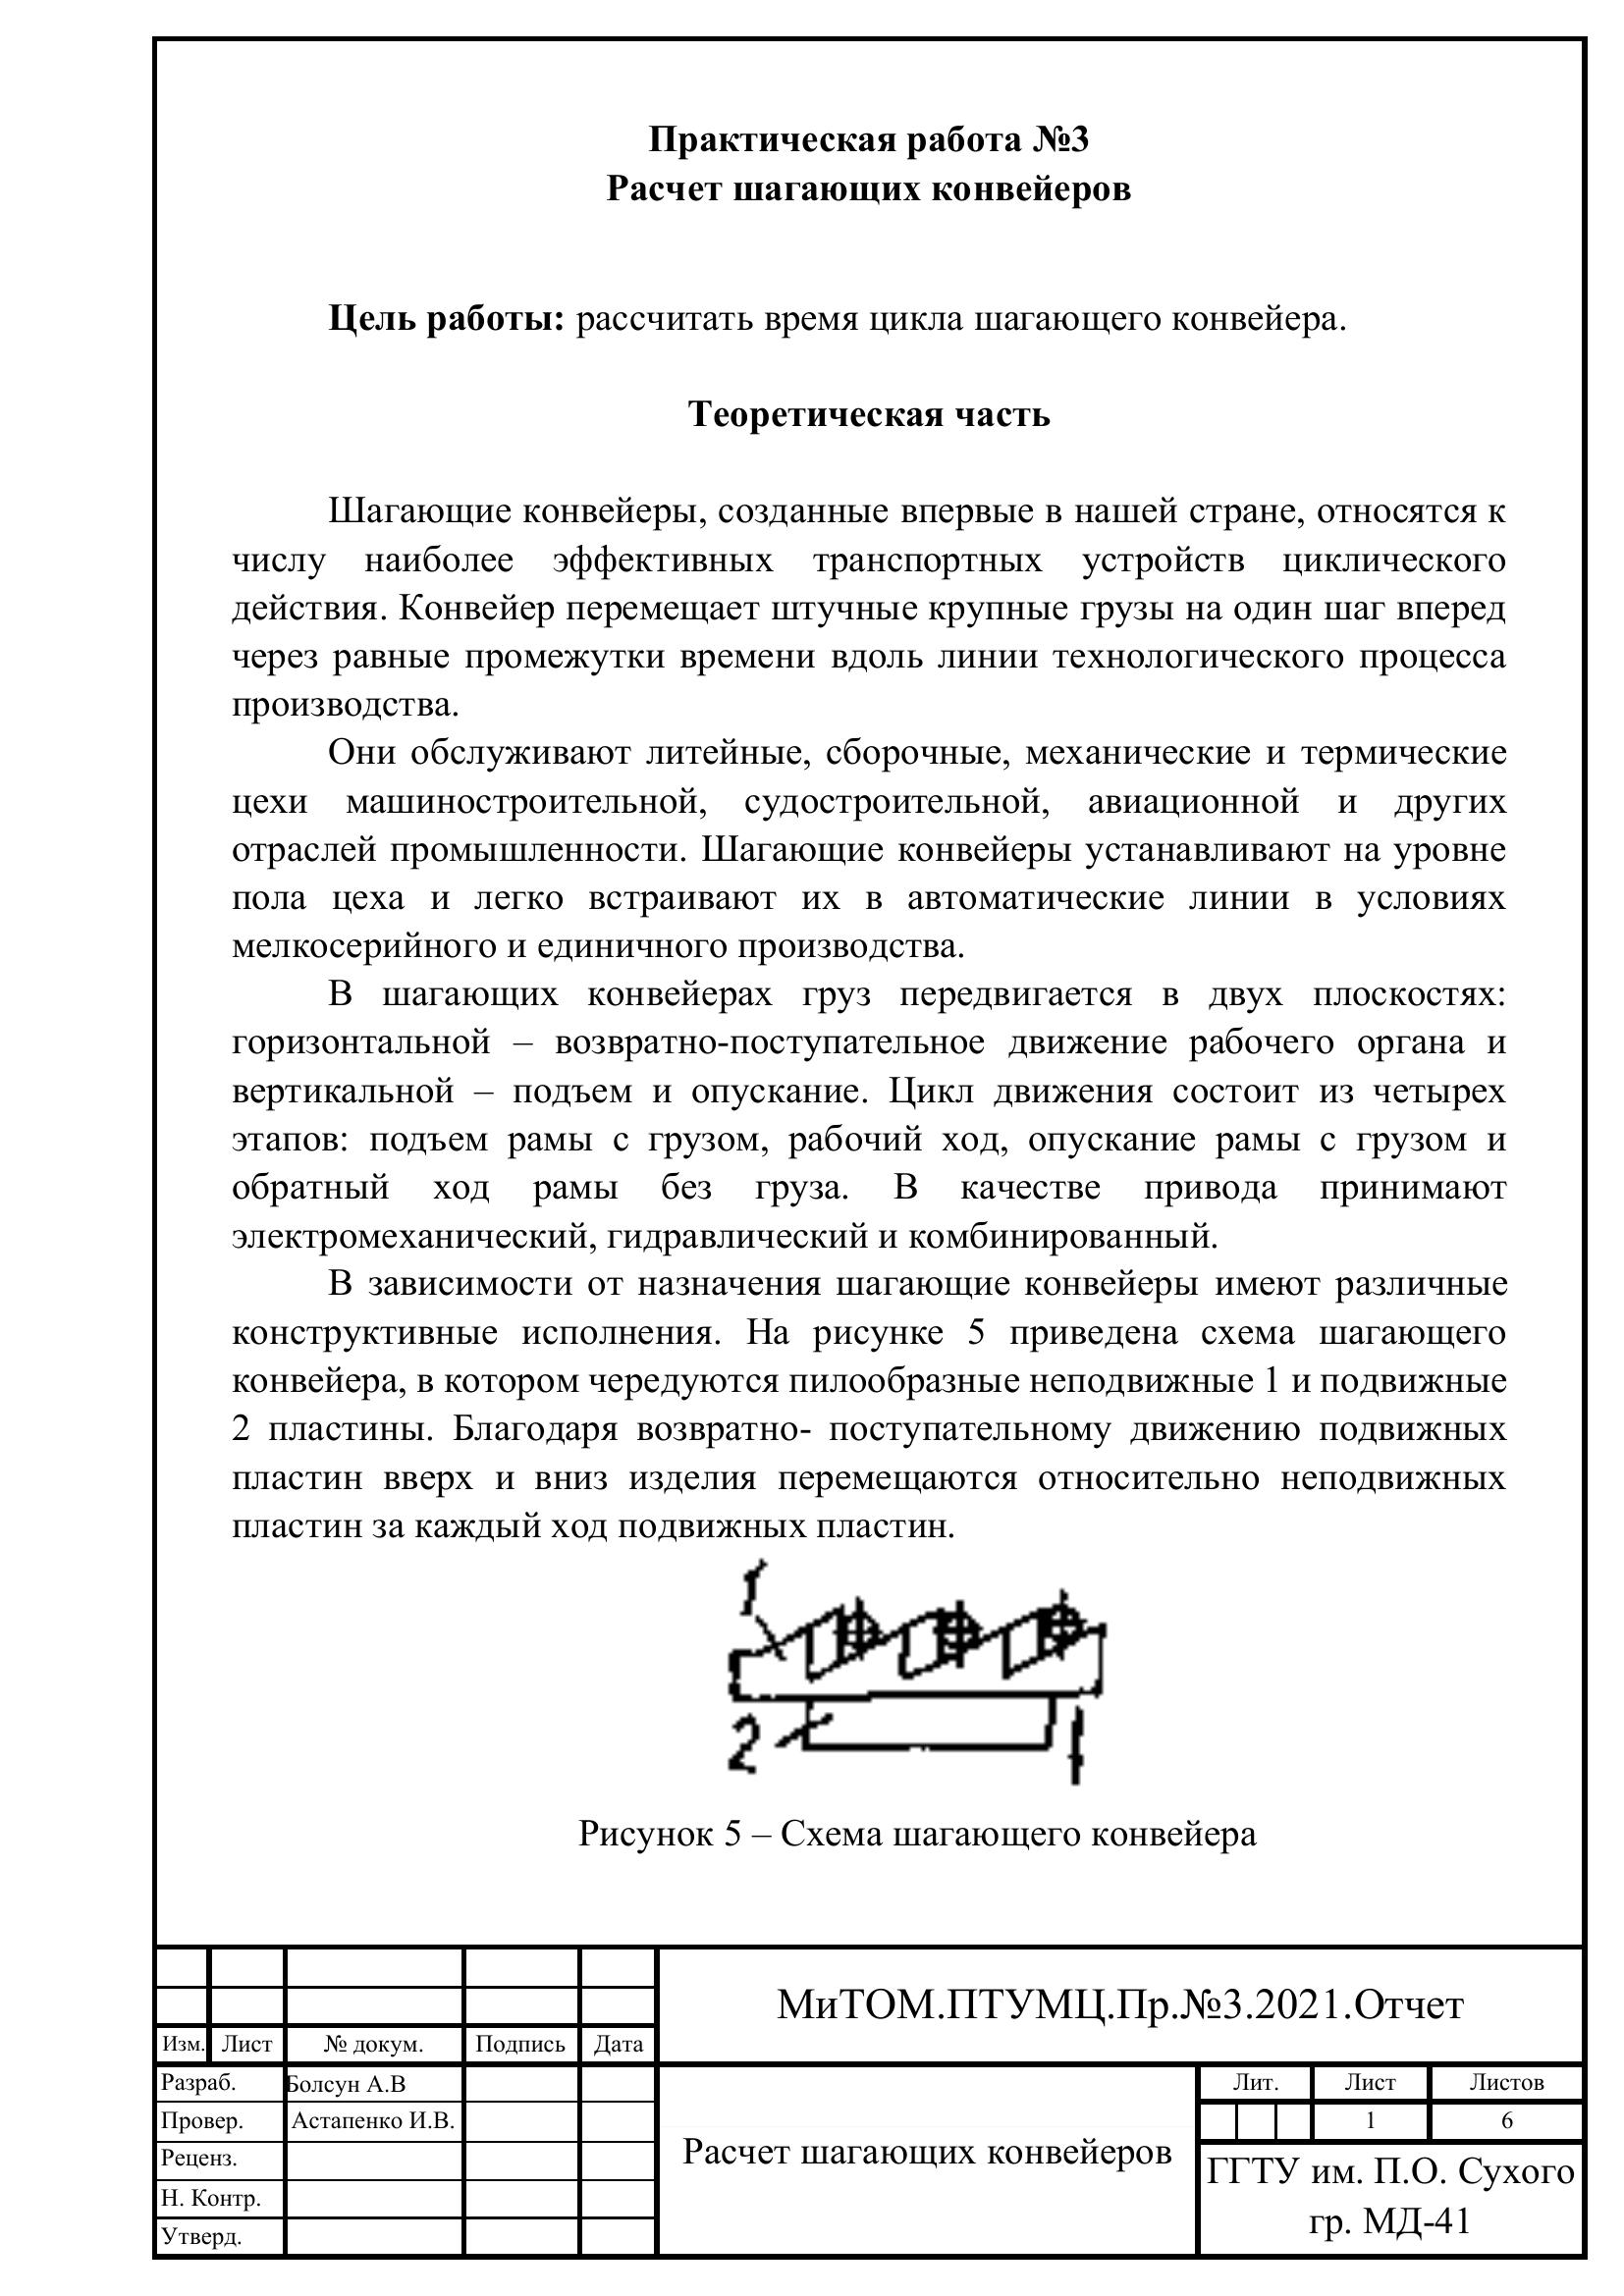 Практическая работа №3
Расчет шагающих конвейеров
Цель работы: рассчитать время цикла шагающего конвейера.
Теоретическая часть
Шагающие конвейеры, созданные впервые в нашей стране, относятся к
числу наиболее эффективных транспортных устройств циклического
действия. Конвейер перемещает штучные крупные грузы на один шаг вперед
через равные промежутки времени вдоль линии технологического процесса
производства.
Они обслуживают литейные, сборочные, механические и термические
цехи машиностроительной, судостроительной, авиационной и других
отраслей промышленности. Шагающие конвейеры устанавливают на уровне
пола цеха и легко встраивают их в автоматические линии в условиях
мелкосерийного и единичного производства.
В шагающих конвейерах груз передвигается в двух плоскостях:
горизонтальной – возвратно-поступательное движение рабочего органа и
вертикальной – подъем и опускание. Цикл движения состоит из четырех
этапов: подъем рамы с грузом, рабочий ход, опускание рамы с грузом и
обратный ход рамы без груза. В качестве привода принимают
электромеханический, гидравлический и комбинированный.
В зависимости от назначения шагающие конвейеры имеют различные
конструктивные исполнения. На рисунке 5 приведена схема шагающего
конвейера, в котором чередуются пилообразные неподвижные 1 и подвижные
2 пластины. Благодаря возвратно- поступательному движению подвижных
пластин вверх и вниз изделия перемещаются относительно неподвижных
пластин за каждый ход подвижных пластин.
1
2
1
Рисунок 5 – Схема шагающего конвейера
МиТОМ.ПТУМЦ.Пр.№3.2021.Отчет
Изм. Лист № докум. Подпись Дата
Разраб. Болсун А.В
Провер. Астапенко И.В.
Реценз.
Н. Контр.
Утверд.
Расчет шагающих конвейеров
Лит. Лист Листов
1 6
ГГТУ им. П.О. Сухого
гр. МД-41